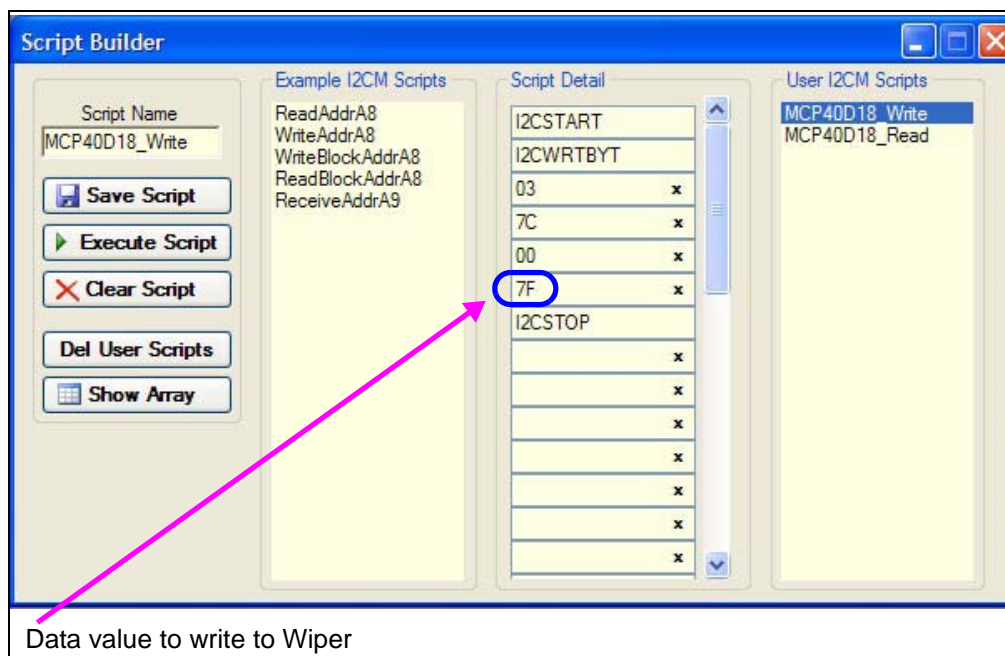 Script Builder
Script Name
MCP40D18_Write
Save Script
Execute Script
Clear Script
Del User Scripts
Show Array
Example I2CM Scripts
ReadAddrA8
WriteAddrA8
WriteBlockAddrA8
ReadBlockAddrA8
ReceiveAddrA9
Script Detail
I2CSTART
I2CWRTBYT
03 x
7C x
00 x
7F x
I2CSTOP
x
x
x
x
x
x
x
User I2CM Scripts
MCP40D18_Write
MCP40D18_Read
Data value to write to Wiper